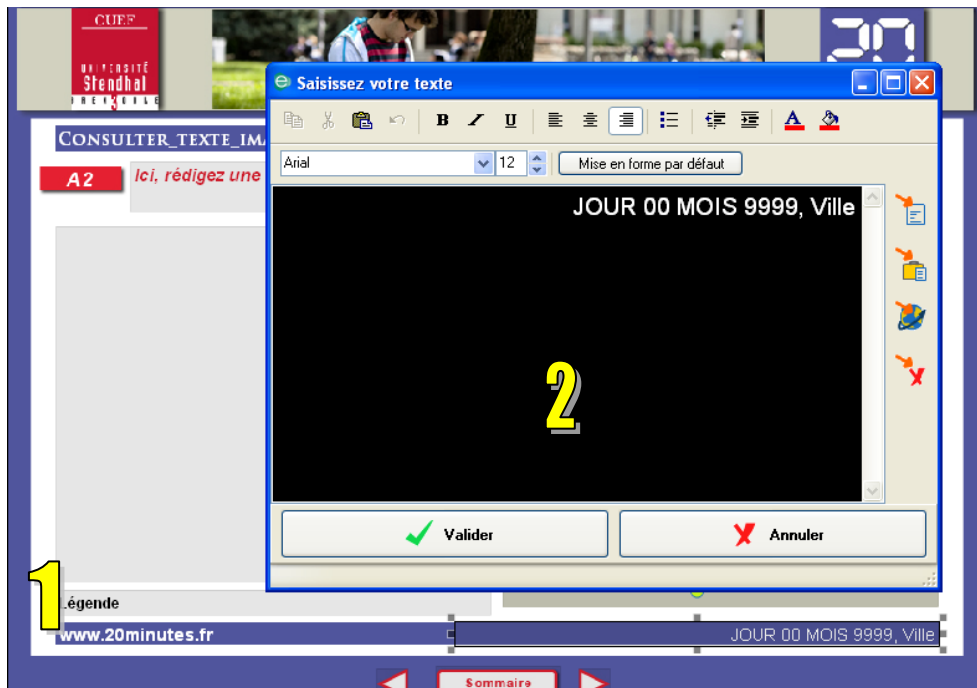 CUEF
UNIVERSITÉ
Stendhal
GRENOBLE
20
Saisissez votre texte
B I U
A
Arial
12
Mise en forme par défaut
CONSULTER_TEXTE_IMA
A2
Ici, rédigez une
JOUR 00 MOIS 9999, Ville
2
Valider
Annuler
1
Légende
www.20minutes.fr
JOUR 00 MOIS 9999, Ville
Sommaire